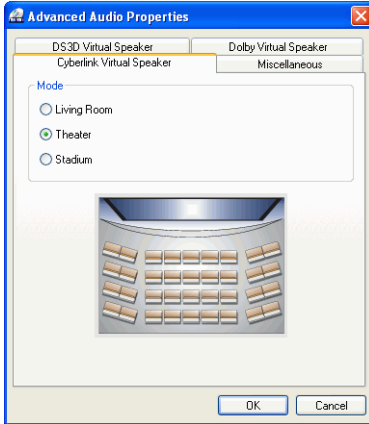 Advanced Audio Properties
DS3D Virtual Speaker Dolby Virtual Speaker
Cyberlink Virtual Speaker Miscellaneous
Mode
Living Room
Theater
Stadium
OK Cancel